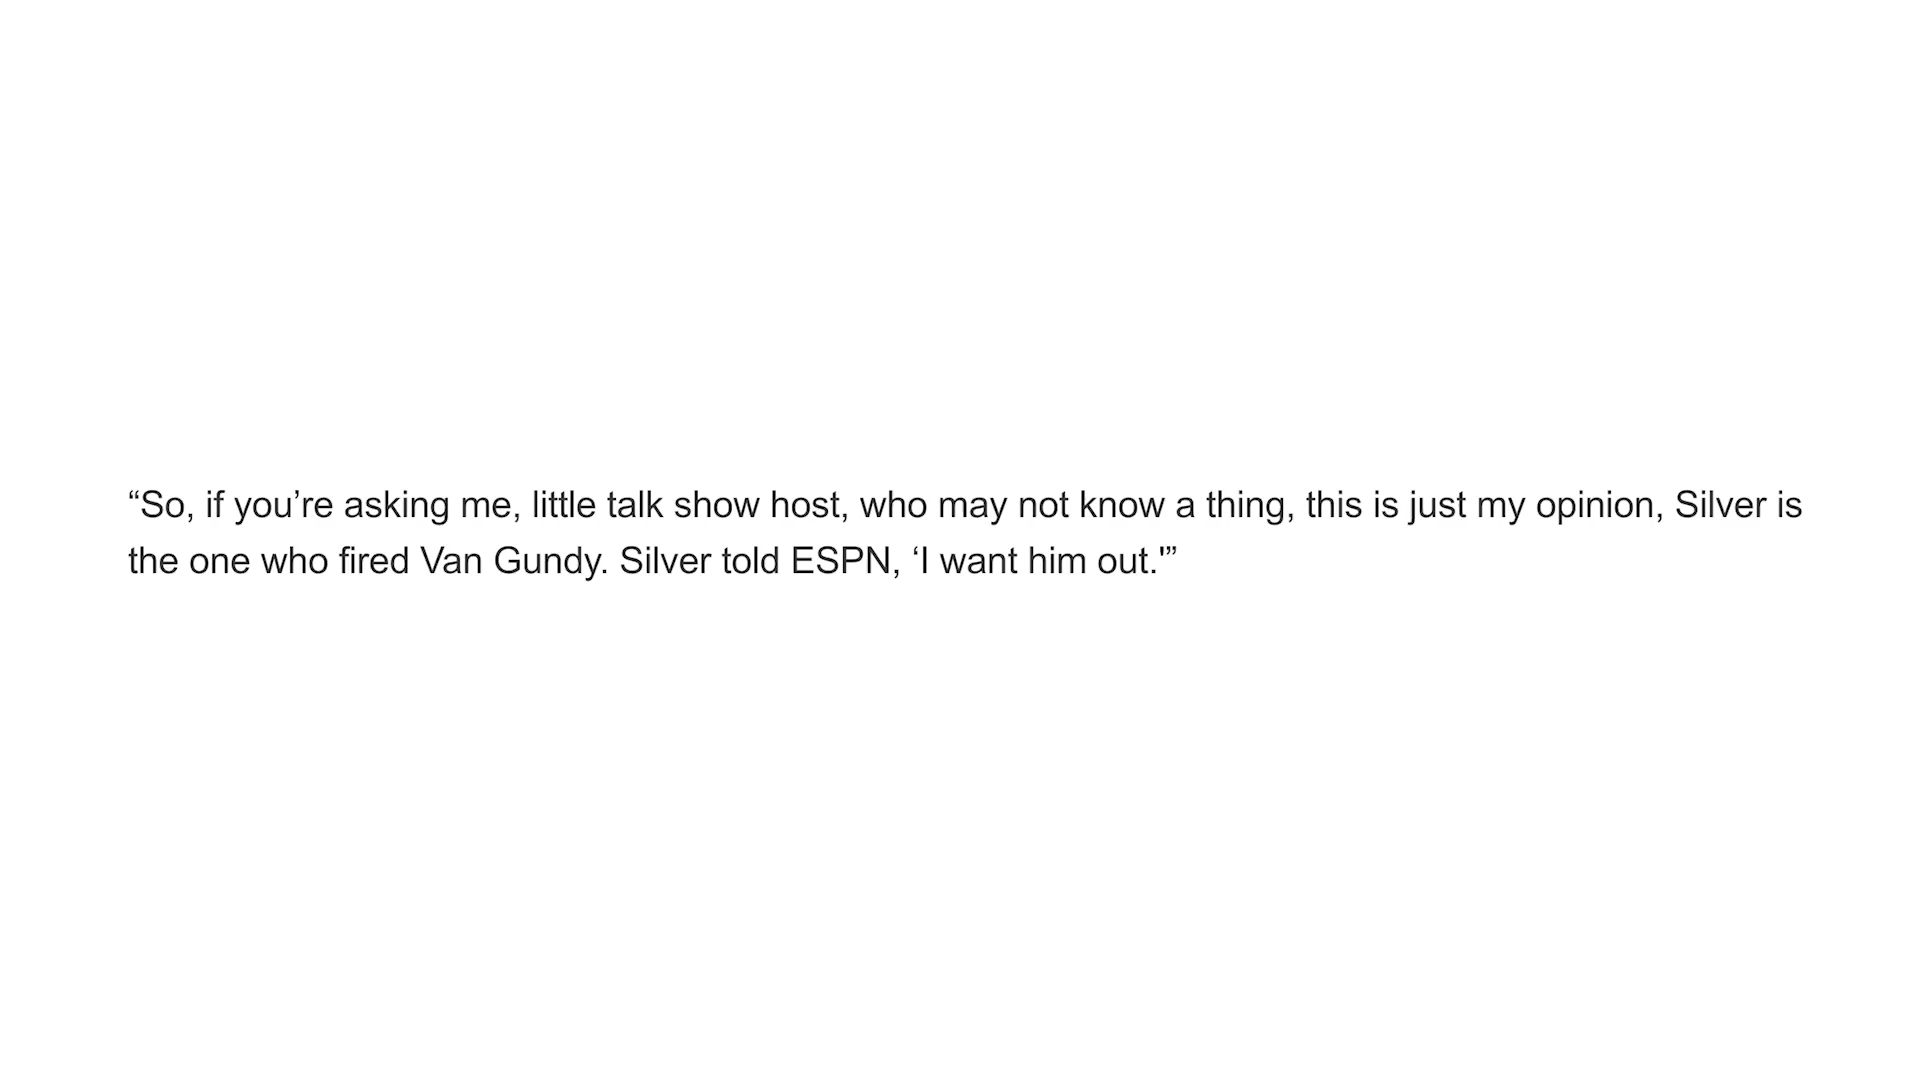 “So, if you’re asking me, little talk show host, who may not know a thing, this is just my opinion, Silver is
the one who fired Van Gundy. Silver told ESPN, ‘I want him out.'”